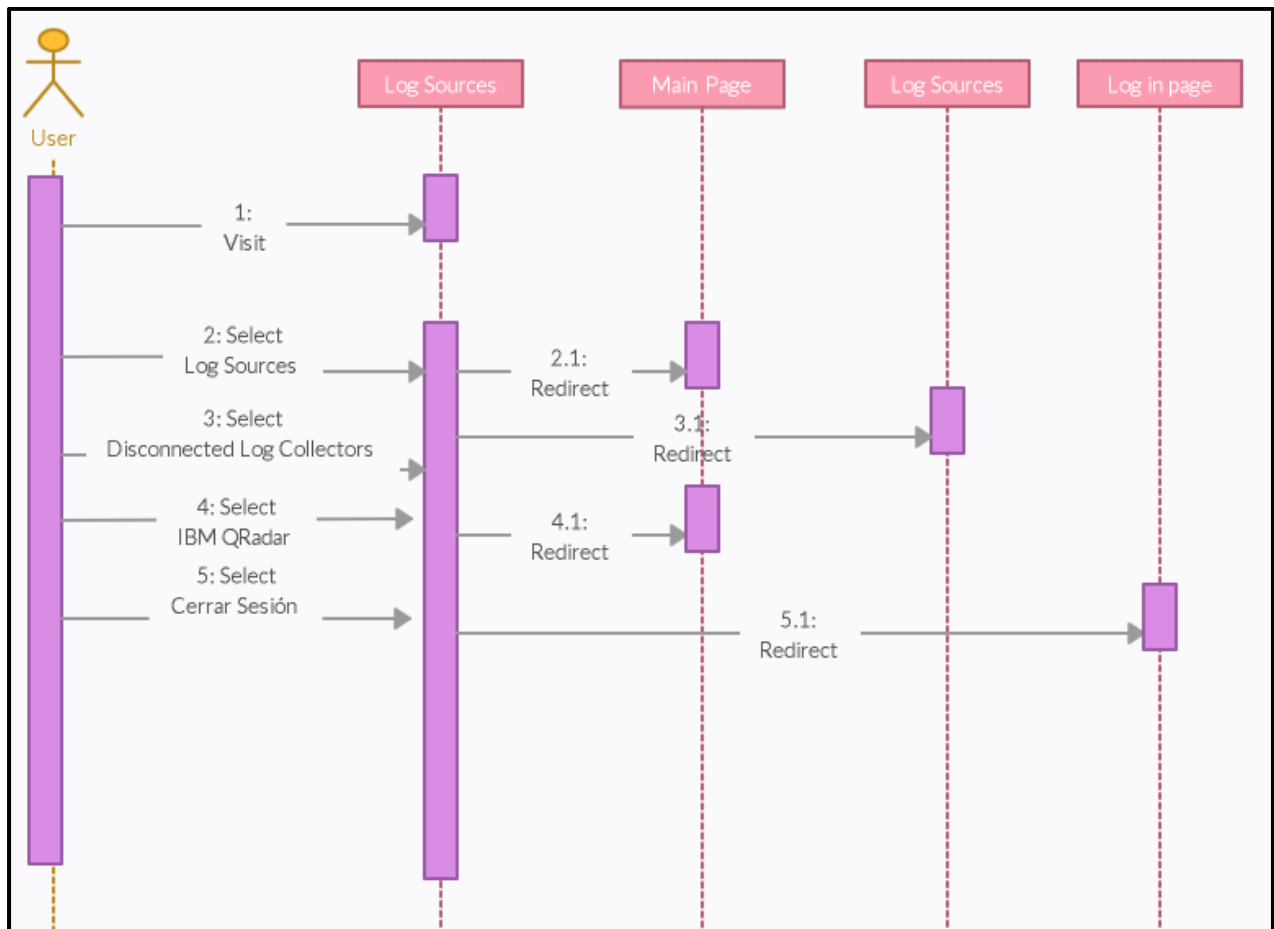 Log Sources
Main Page
Log Sources
Log in page
User
1:
Visit
2: Select
Log Sources
2.1:
Redirect
3: Select
Disconnected Log Collectors
3.1:
Redirect
4: Select
IBM QRadar
4.1:
Redirect
5: Select
Cerrar Sesión
5.1:
Redirect